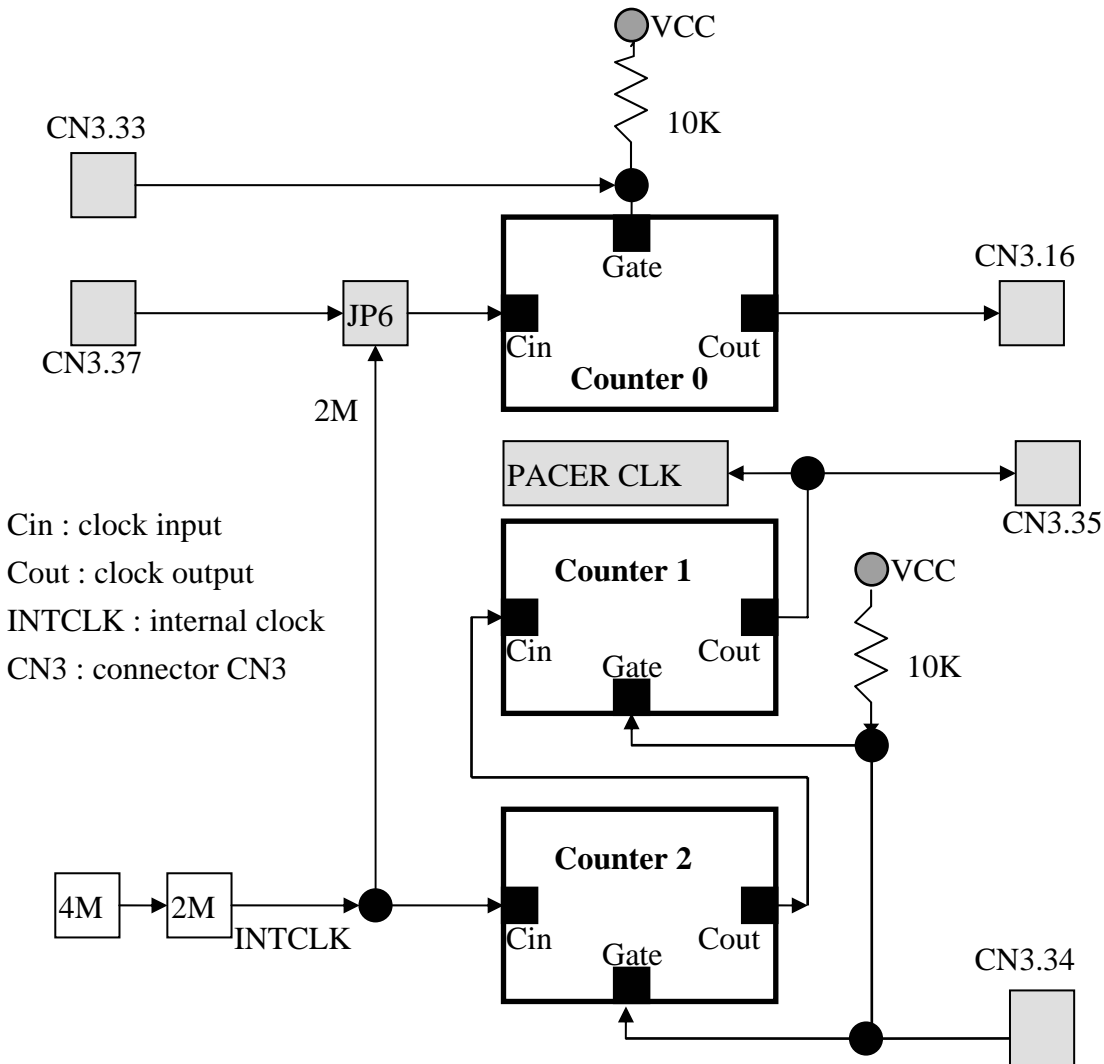 VCC
10K
CN3.33
Gate
CN3.16
JP6
Cin
Cout
CN3.37
Counter 0
2M
PACER CLK
CN3.35
Cin : clock input
Cout : clock output
INTCLK : internal clock
CN3 : connector CN3
Counter 1
VCC
Cin
Cout
Gate
10K
Counter 2
4M
2M
INTCLK
Cin
Cout
Gate
CN3.34